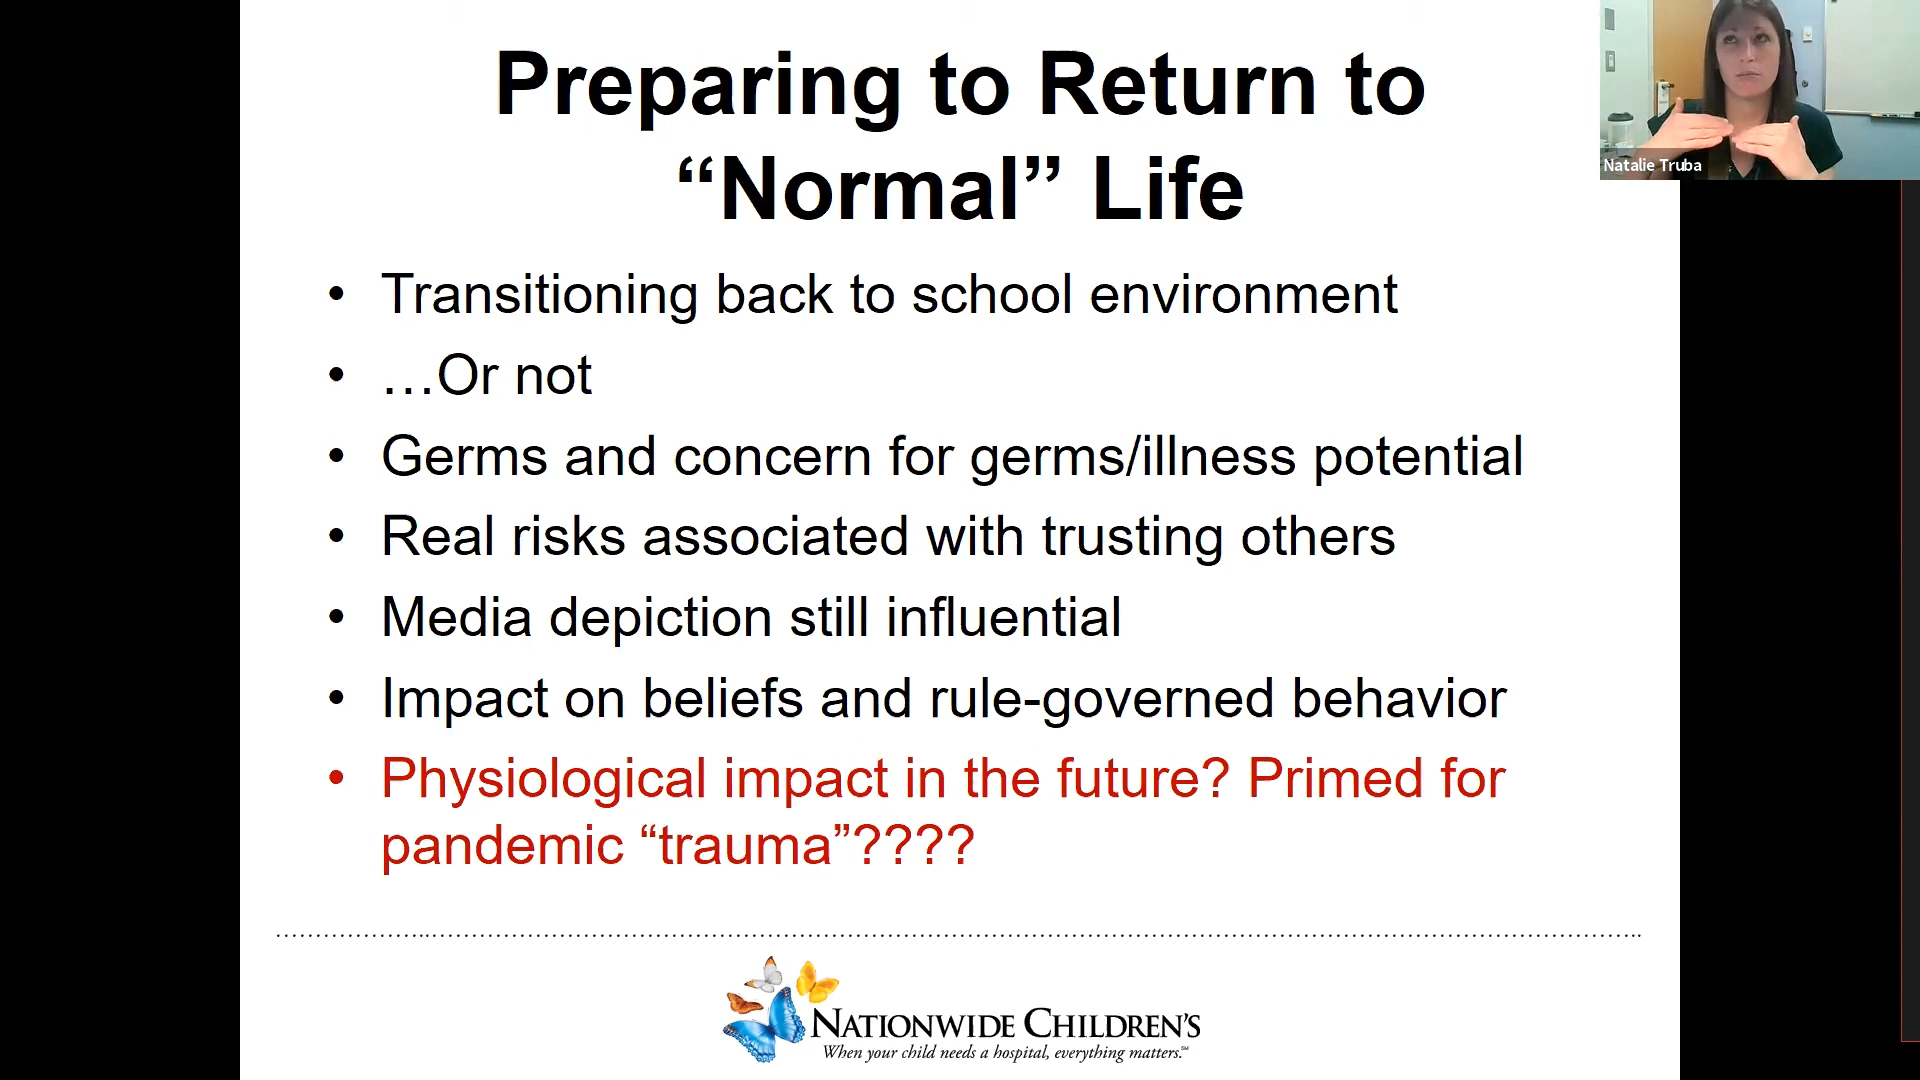 Preparing to Return to
“Normal” Life
Natalie Truba
• Transitioning back to school environment
• …Or not
• Germs and concern for germs/illness potential
• Real risks associated with trusting others
• Media depiction still influential
• Impact on beliefs and rule-governed behavior
• Physiological impact in the future? Primed for
pandemic “trauma”????
NATIONWIDE CHILDREN'S
When your child needs a hospital, everything matters.℠